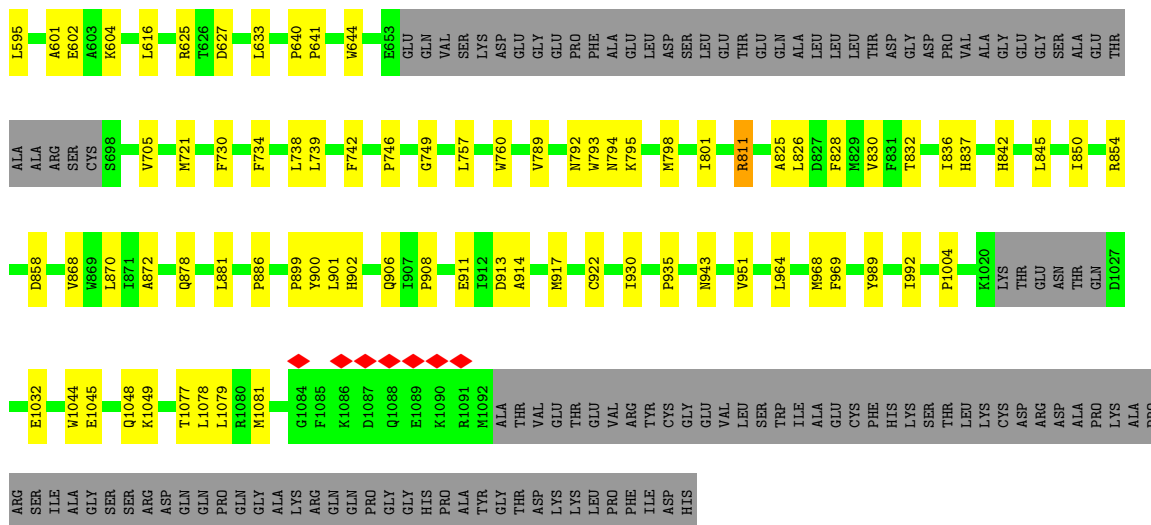 L595 A601 E602 A603 K604 L616 R625 T626 D627 L633 P640 P641 W644 E653 GLU GLN VAL SER LYS ASP GLU GLY GLU PRO PHE ALA GLU LEU ASP SER LEU GLU THR GLU GLN ALA LEU LEU LEU THR ASP GLY ASP PRO VAL ALA GLY GLU GLY SER ALA GLU THR
ALA ALA ARG SER CYS S698 V705 M721 F730 F734 L738 L739 F742 P746 G749 L757 W760 V789 N792 W793 N794 K795 M798 I801 R811 A825 L826 D827 F828 M829 V830 F831 T832 I836 H837 H842 L845 I850 R854
D858 V868 W869 L870 I871 A872 Q878 L881 P886 P899 Y900 L901 H902 Q906 I907 P908 E911 I912 D913 A914 M917 C922 I930 P935 N943 V951 L964 M968 F969 Y989 I992 P1004 K1020 LYS THR GLU ASN THR GLN D1027
E1032 W1044 E1045 Q1048 K1049 T1077 L1078 L1079 R1080 M1081 G1084 F1085 K1086 D1087 Q1088 E1089 K1090 R1091 M1092 ALA THR VAL GLU THR GLU VAL ARG TYR CYS GLY GLU VAL LEU SER TRP ILE ALA GLU CYS PHE HIS LYS SER THR LEU LYS CYS ASP ARG ASP ALA PRO LYS ALA PRO
ARG SER ILE ALA GLY SER SER ARG ASP GLN GLN PRO GLN GLY ALA LYS ARG GLN GLN PRO GLY GLY HIS PRO ALA TYR GLY THR ASP LYS LYS LEU PRO PHE ILE ASP HIS